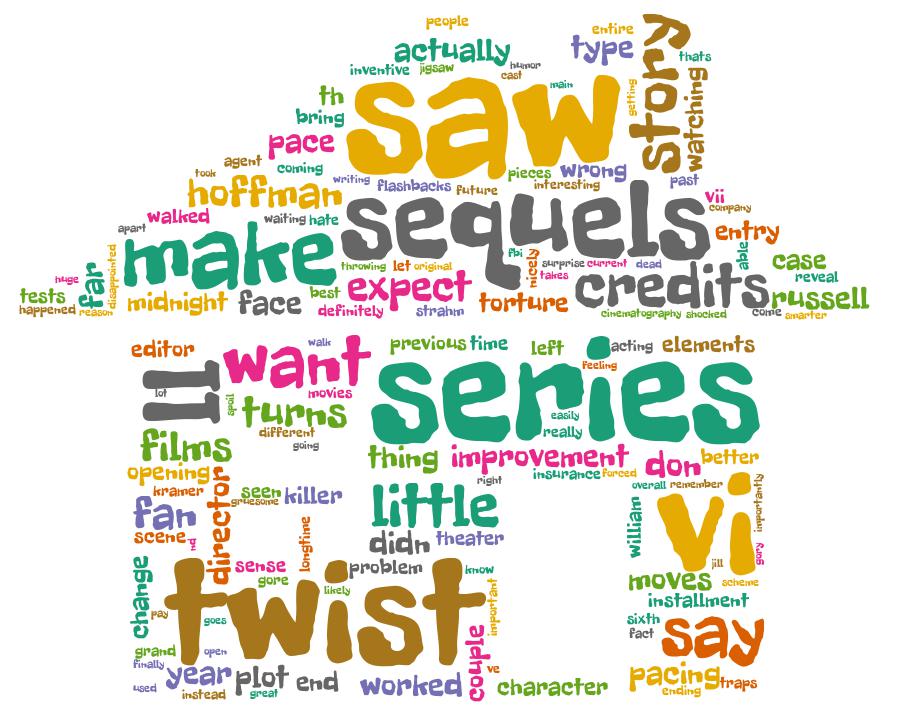 people
entire
story
actually
type
thats
inventive
jigsaw
humor
cast
saw
main
getting
watching
th
bring
pace
agent
took
coming
writing
flashbacks
future
pieces
wrong
interesting
past
hoffman
sequels
vii
company
walked
waiting
hate
apart
make
entry
fbi
nicely
surprise
current
dead
able
case
reveal
huge
far
disappointed
throwing
let
original
takes
credits
russell
tests
happened
reason
midnight
face
best
expect
definitely
strahm
torture
cinematography
shocked
come
smarter
editor
want
walk
previous
time
left
acting
elements
feeling
ll
lot
spoil
movies
turns
series
easily
really
films
different
going
thing
improvement
don
better
opening
right
insurance
forced
overall
remember
importantly
kramer
director
seen
gruesome
killer
little
william
vi
fan
scene
nd
longtime
didn
theater
jill
gory
change
sense
gore
problem
know
moves
scheme
twist
likely
important
installment
pay
goes
sixth
fact
say
grand
open
finally
year
plot
end
worked
couple
ve
character
pacing
traps
used
instead
great
ending